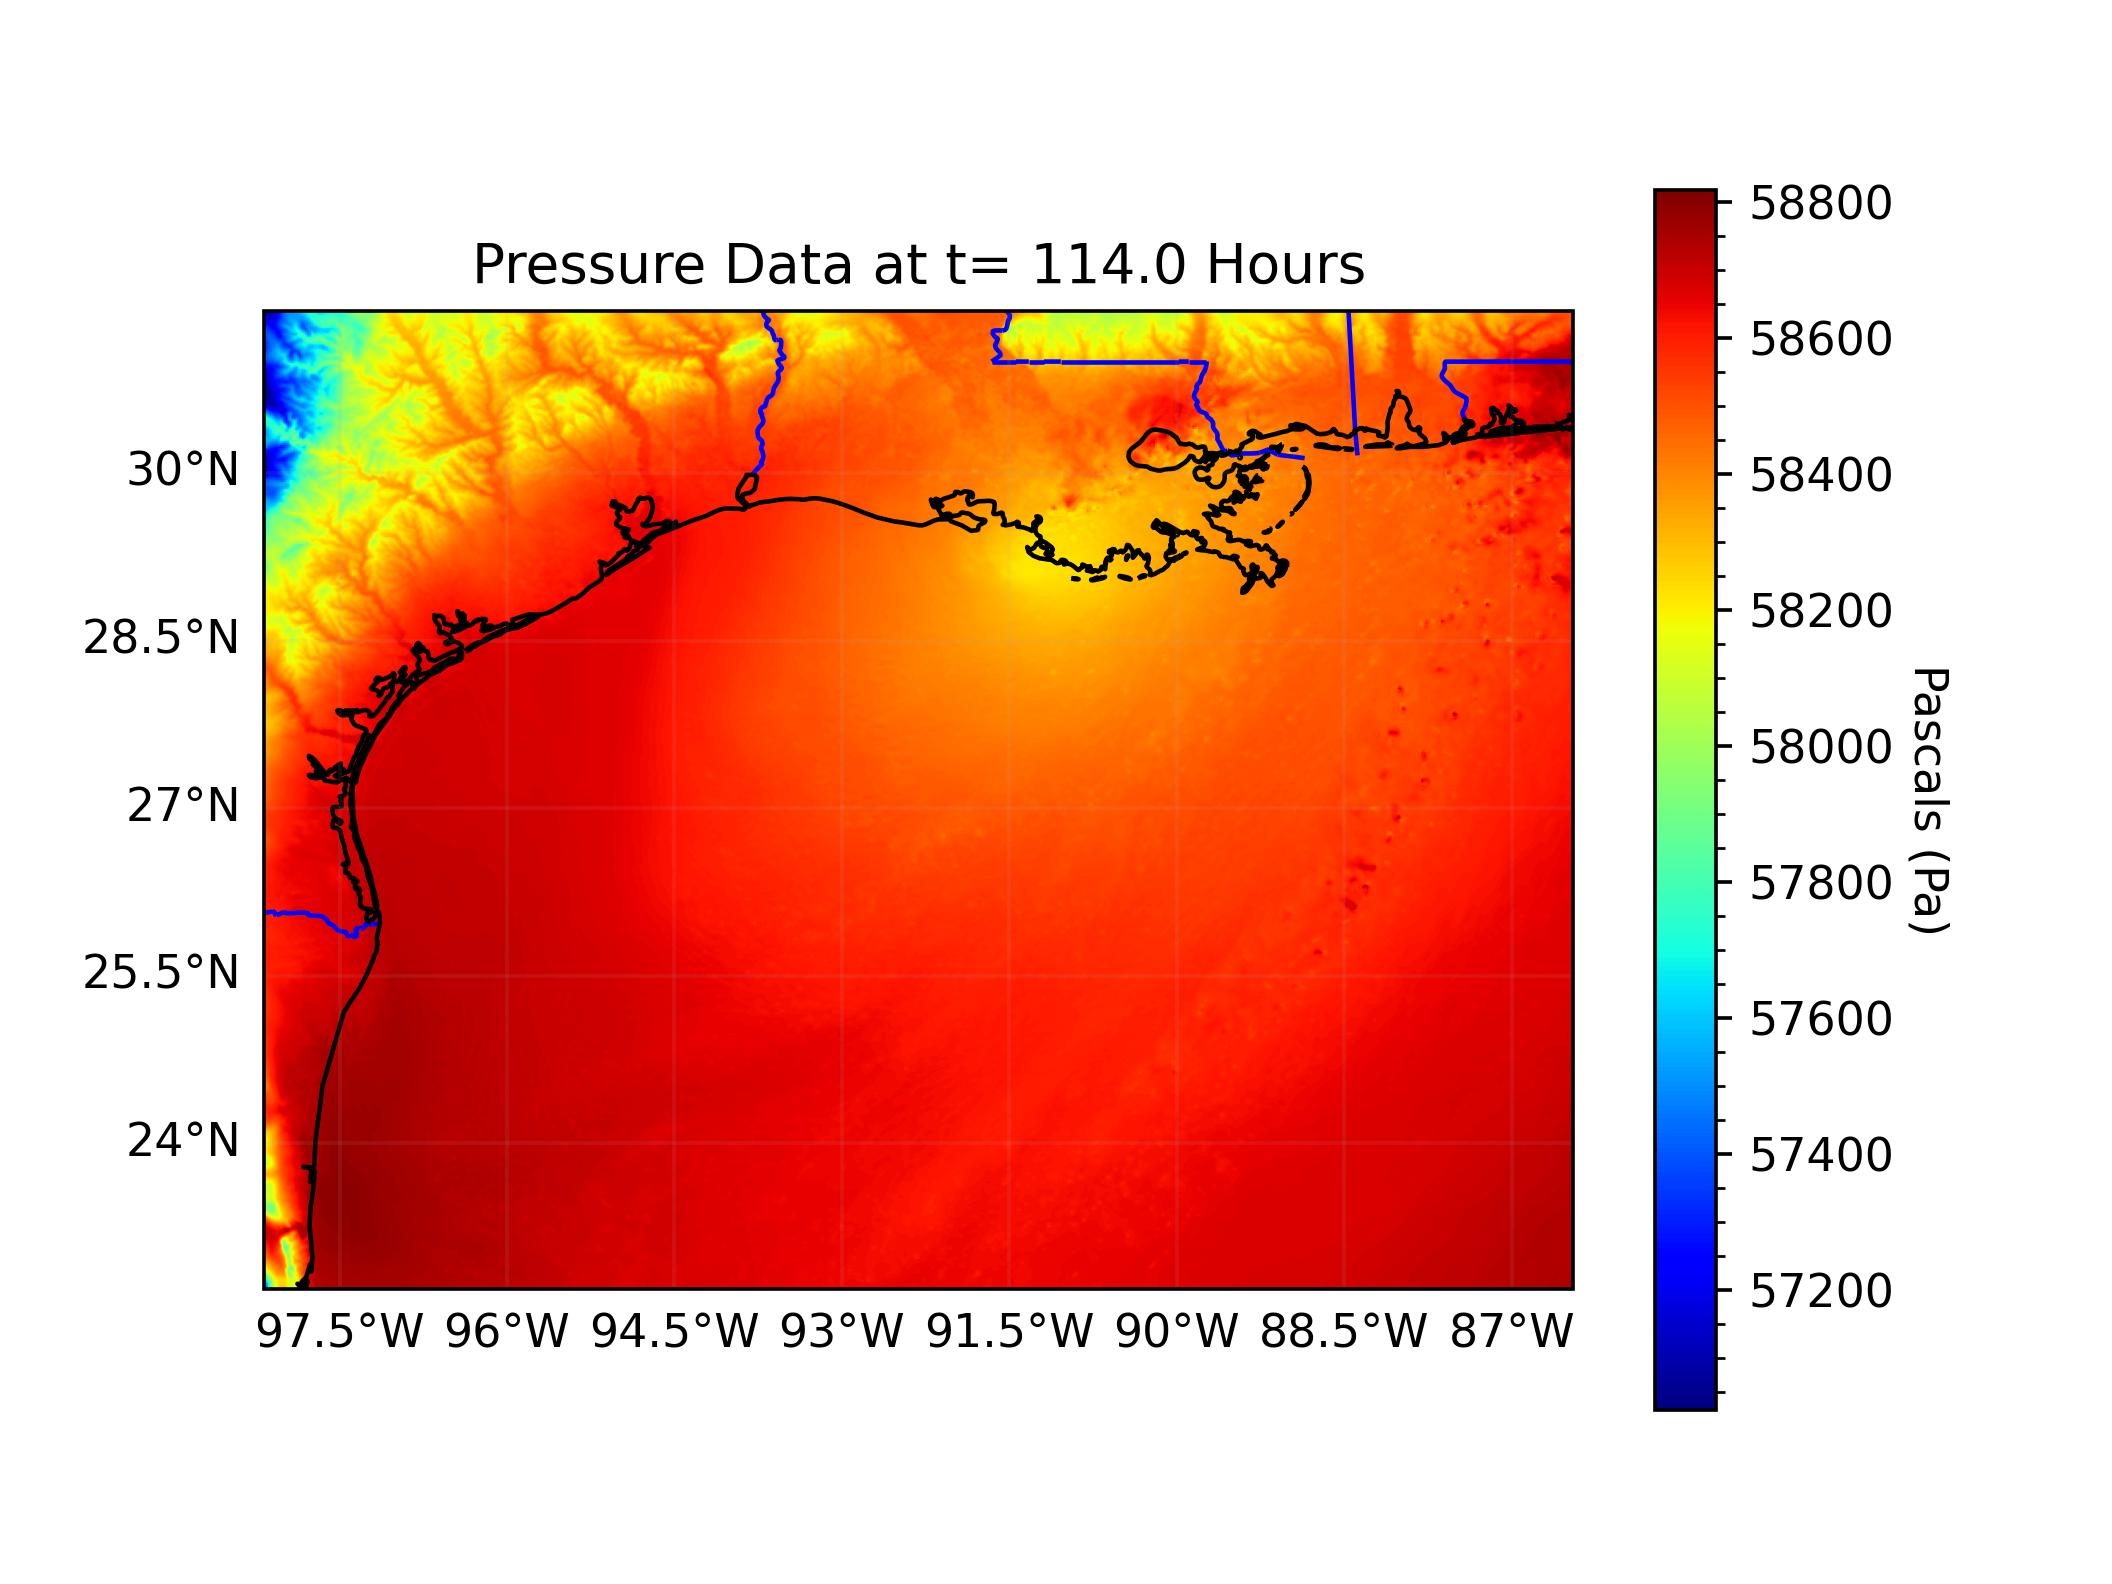 Pressure Data at t= 114.0 Hours
30°N
28.5°N
27°N
25.5°N
24°N
97.5°W 96°W 94.5°W 93°W 91.5°W 90°W 88.5°W 87°W
58800
58600
58400
58200
58000
57800
57600
57400
57200
Pascals (Pa)